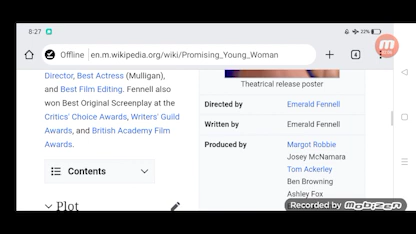 8:27
22%
Offline en.m.wikipedia.org/wiki/Promising_Young_Woman
4
Director, Best Actress (Mulligan),
and Best Film Editing. Fennell also
won Best Original Screenplay at the
Critics' Choice Awards, Writers' Guild
Awards, and British Academy Film
Awards.
Contents
Plot
Theatrical release poster
Directed by Emerald Fennell
Written by Emerald Fennell
Produced by Margot Robbie
Josey McNamara
Tom Ackerley
Ben Browning
Ashley Fox
Recorded by Mobizen